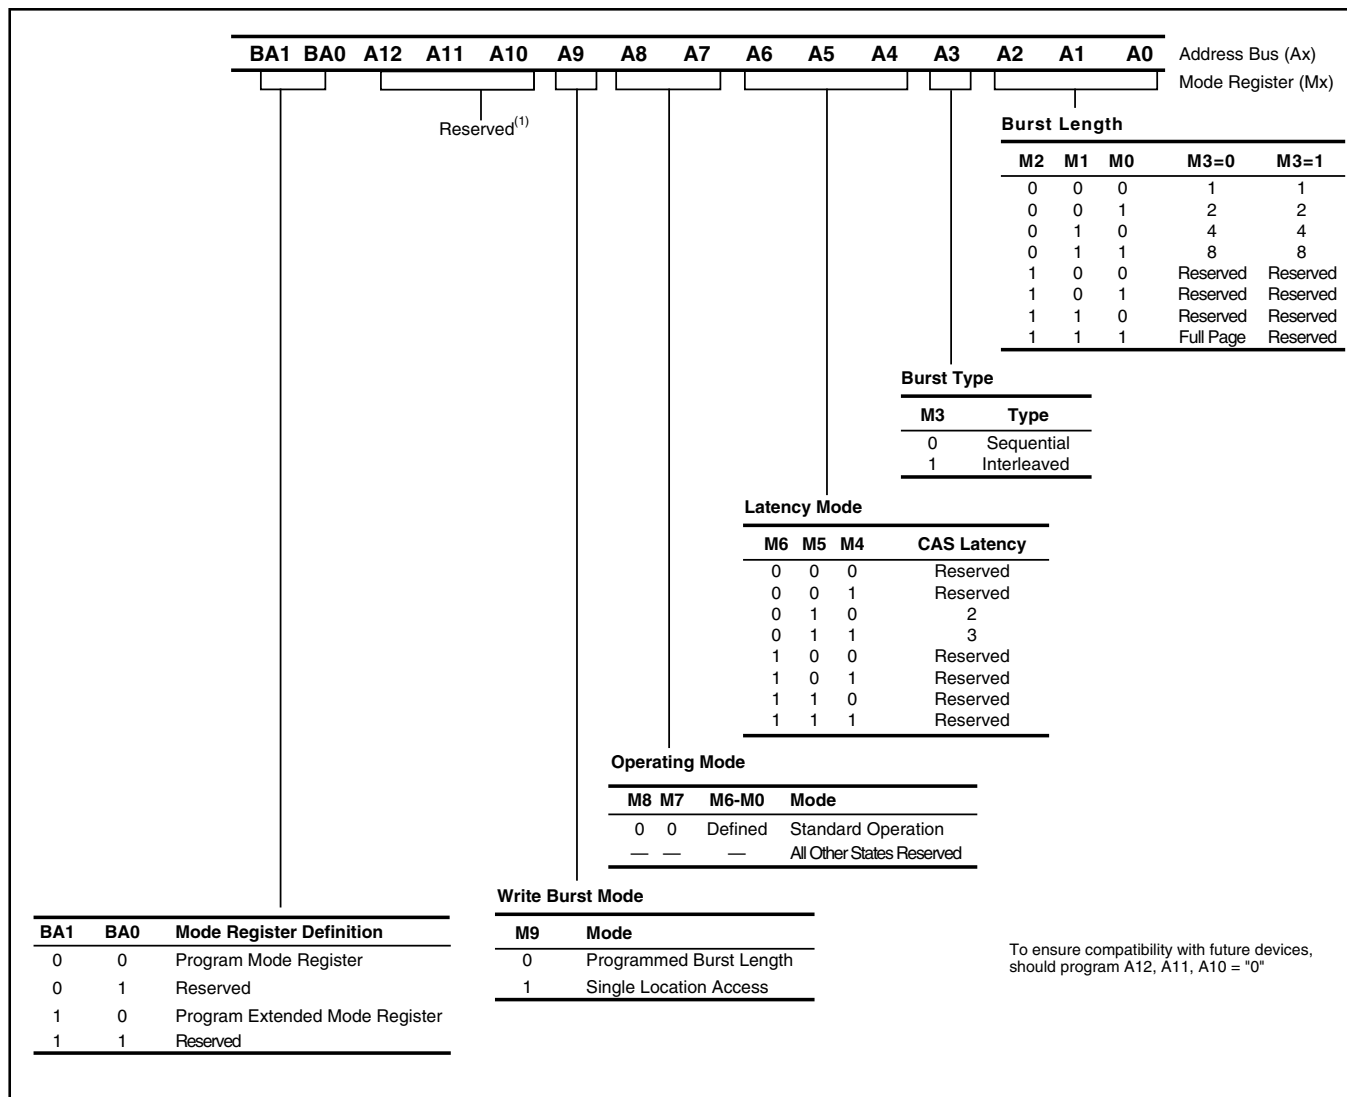 BA1 BA0 A12 A11 A10 A9 A8 A7 A6 A5 A4 A3 A2 A1 A0 Address Bus (Ax)
Mode Register (Mx)
Reserved(1)
Burst Length
M2 M1 M0 M3=0 M3=1
0 0 0 1 1
0 0 1 2 2
0 1 0 4 4
0 1 1 8 8
1 0 0 Reserved Reserved
1 0 1 Reserved Reserved
1 1 0 Reserved Reserved
1 1 1 Full Page Reserved
Burst Type
M3 Type
0 Sequential
1 Interleaved
Latency Mode
M6 M5 M4 CAS Latency
0 0 0 Reserved
0 0 1 Reserved
0 1 0 2
0 1 1 3
1 0 0 Reserved
1 0 1 Reserved
1 1 0 Reserved
1 1 1 Reserved
Operating Mode
M8 M7 M6-M0 Mode
0 0 Defined Standard Operation
— — — All Other States Reserved
Write Burst Mode
M9 Mode
0 Programmed Burst Length
1 Single Location Access
BA1 BA0 Mode Register Definition
0 0 Program Mode Register
0 1 Reserved
1 0 Program Extended Mode Register
1 1 Reserved
To ensure compatibility with future devices,
should program A12, A11, A10 = "0"